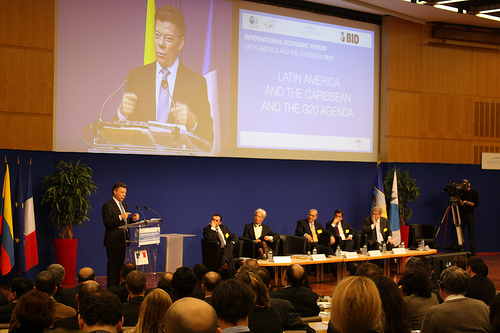 BID
INTERNATIONAL ECONOMIC FORUM
LATIN AMERICA AND THE CARIBBEAN 2011
LATIN AMERICA
AND THE CARIBBEAN
AND THE G20 AGENDA